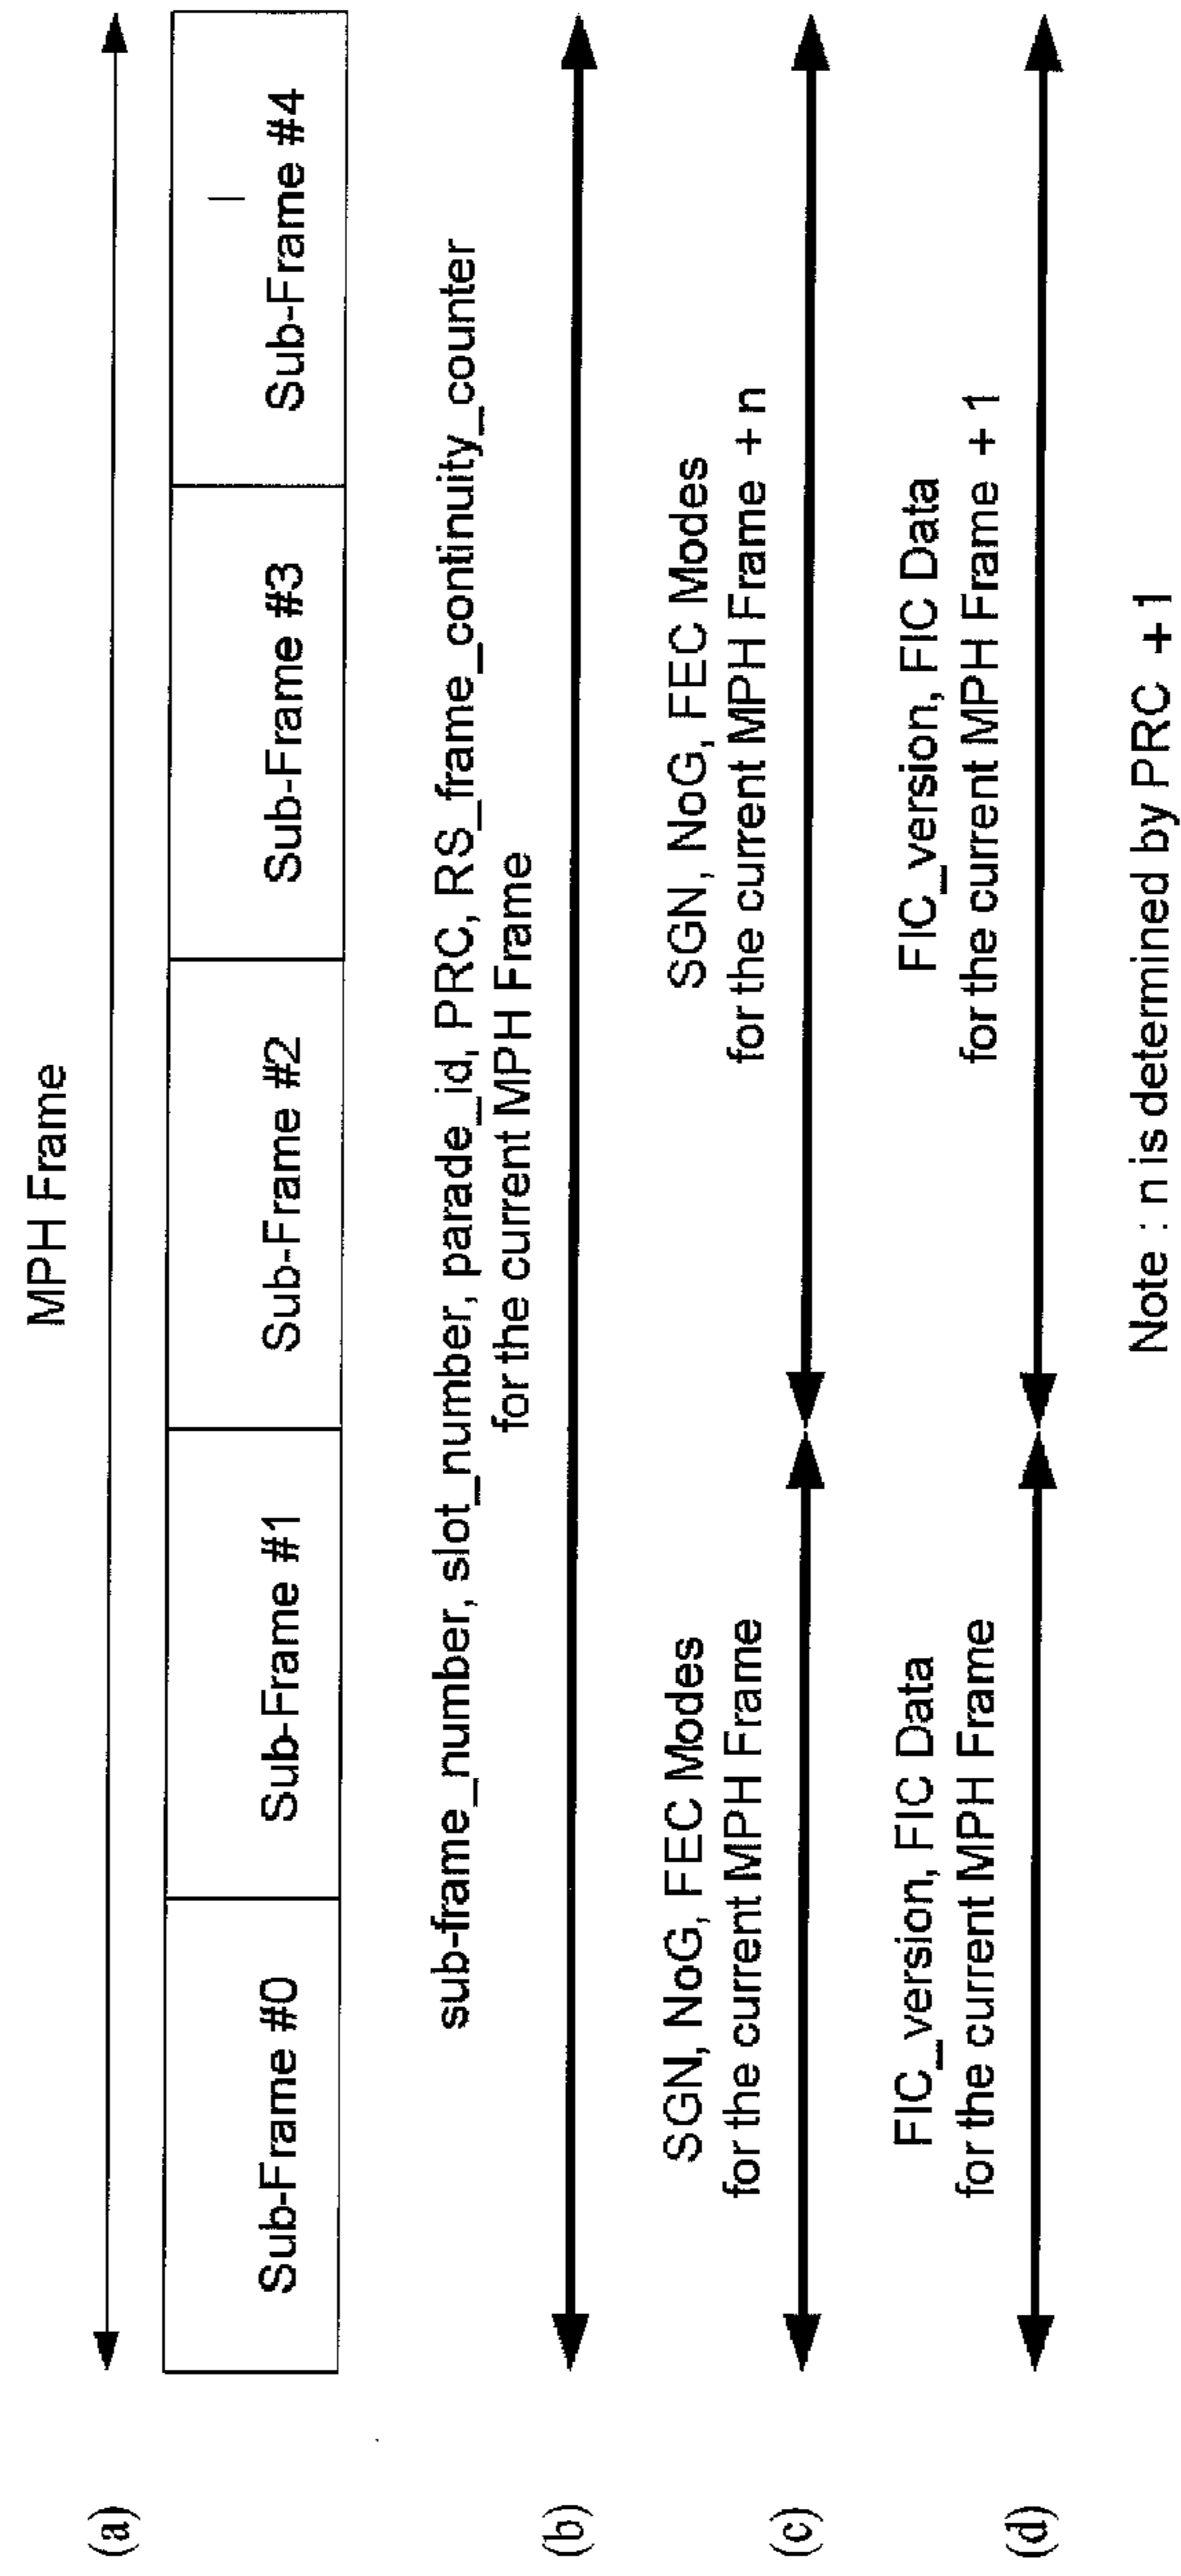 MPH Frame
(a)
Sub-Frame #0
Sub-Frame #1
Sub-Frame #2
Sub-Frame #3
Sub-Frame #4
sub-frame_number, slot_number, parade_id, PRC, RS_frame_continuity_counter
for the current MPH Frame
(b)
SGN, NoG, FEC Modes
for the current MPH Frame
SGN, NoG, FEC Modes
for the current MPH Frame + n
(c)
FIC_version, FIC Data
for the current MPH Frame
FIC_version, FIC Data
for the current MPH Frame + 1
(d)
Note : n is determined by PRC + 1